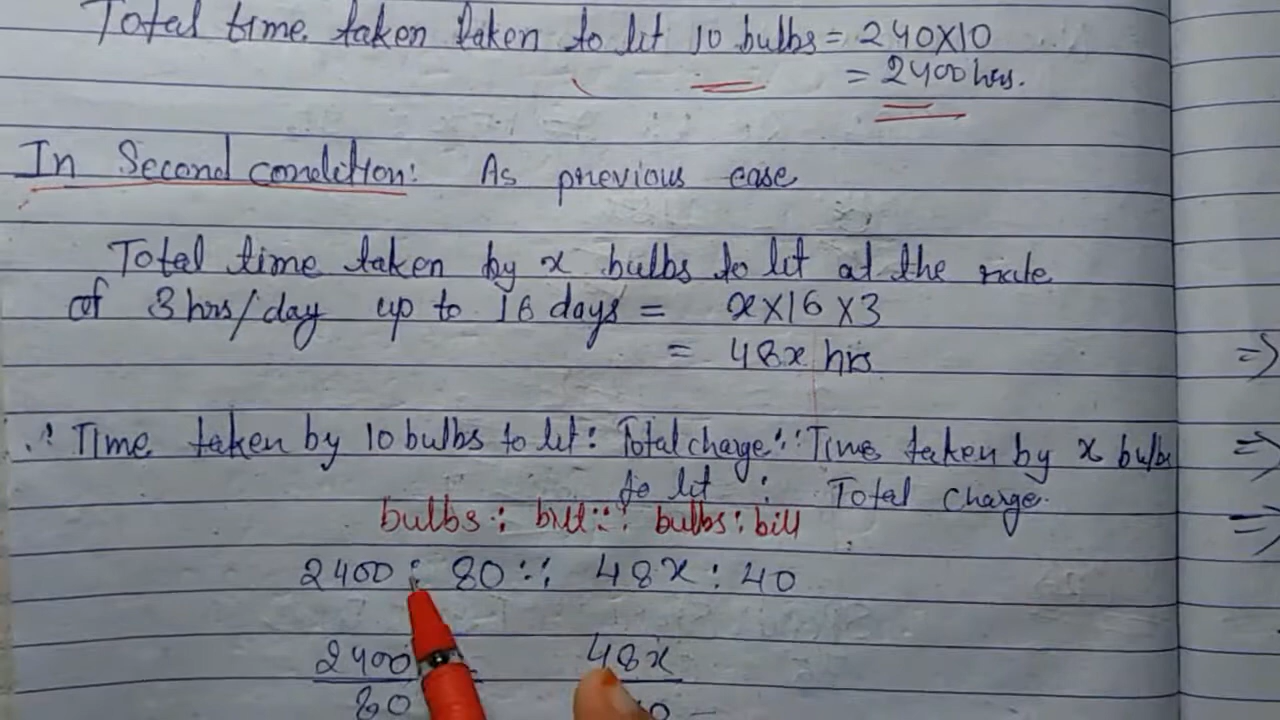 Total time taken taken to lit 10 bulbs = 240X10
= 2400 hrs.
In Second condition: As previous case
Total time taken by x bulbs to lit at the rate
of 3 hrs/day up to 16 days = x X 16 X 3
= 48x hrs
=>
∴ Time taken by 10 bulbs to lit : Total charge :: Time taken by x bulbs
=>
to lit : Total charge.
bulbs : bill :: bulbs : bill
=>
2400 : 80 :: 48x : 40
2400 48x
80